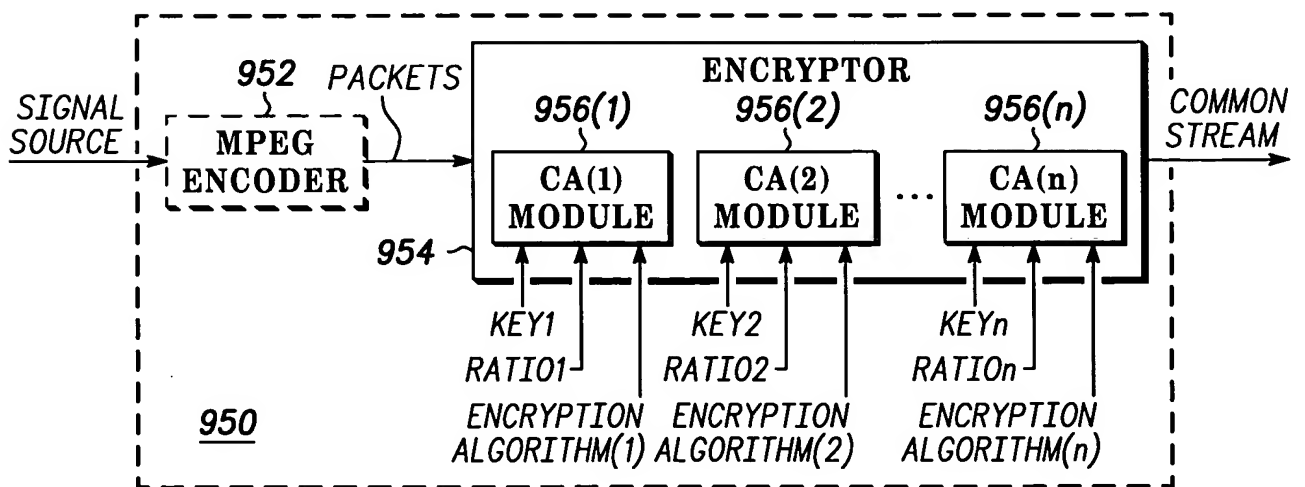 952
PACKETS
ENCRYPTOR
SIGNAL
SOURCE
MPEG
ENCODER
956(1)
956(2)
956(n)
COMMON
STREAM
CA(1)
MODULE
CA(2)
MODULE
...
CA(n)
MODULE
954
KEY1
KEY2
KEYn
RATIO1
RATIO2
RATIOn
ENCRYPTION
ALGORITHM(1)
ENCRYPTION
ALGORITHM(2)
ENCRYPTION
ALGORITHM(n)
950